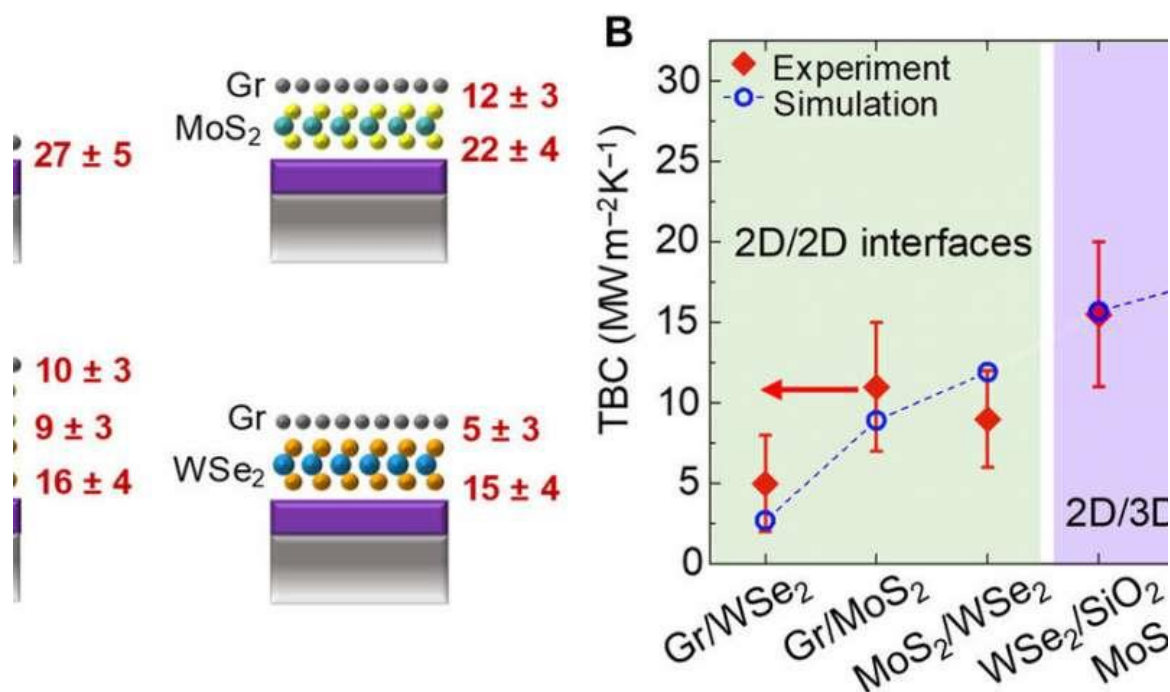 Gr
12 ± 3
MoS₂
22 ± 4
27 ± 5
10 ± 3
9 ± 3
16 ± 4
Gr
5 ± 3
WSe₂
15 ± 4
B
Experiment
Simulation
TBC (MWm⁻²K⁻¹)
30
25
20
15
10
5
0
2D/2D interfaces
2D/3D
Gr/WSe₂
Gr/MoS₂
MoS₂/WSe₂
WSe₂/SiO₂
MoS